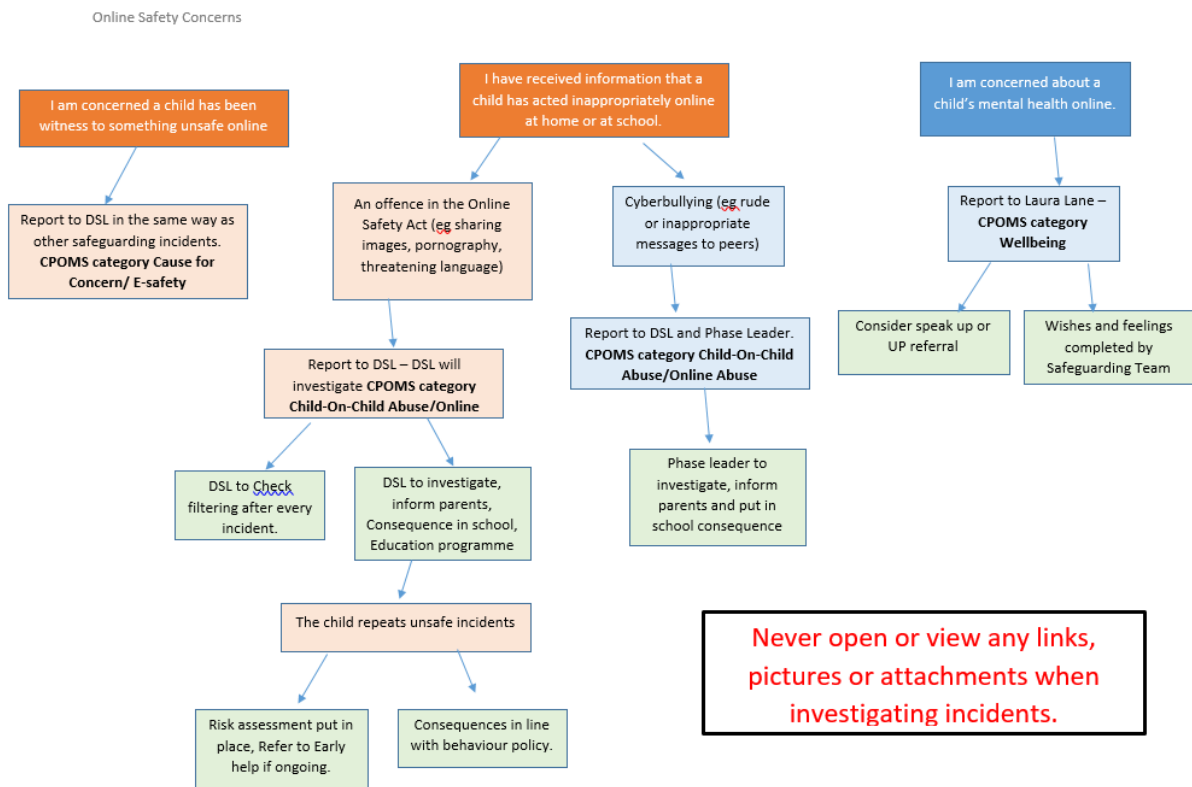 Online Safety Concerns
I am concerned a child has been
witness to something unsafe online
I have received information that a
child has acted inappropriately online
at home or at school.
I am concerned about a
child's mental health online.
Report to DSL in the same way as
other safeguarding incidents.
CPOMS category Cause for
Concern/ E-safety
An offence in the Online
Safety Act (eg sharing
images, pornography,
threatening language)
Cyberbullying (eg rude
or inappropriate
messages to peers)
Report to Laura Lane –
CPOMS category
Wellbeing
Report to DSL – DSL will
investigate CPOMS category
Child-On-Child Abuse/Online
Report to DSL and Phase Leader.
CPOMS category Child-On-Child
Abuse/Online Abuse
Consider speak up or
UP referral
Wishes and feelings
completed by
Safeguarding Team
DSL to Check
filtering after every
incident.
DSL to investigate,
inform parents,
Consequence in school,
Education programme
Phase leader to
investigate, inform
parents and put in
school consequence
The child repeats unsafe incidents
Risk assessment put in
place, Refer to Early
help if ongoing.
Consequences in line
with behaviour policy.
Never open or view any links,
pictures or attachments when
investigating incidents.